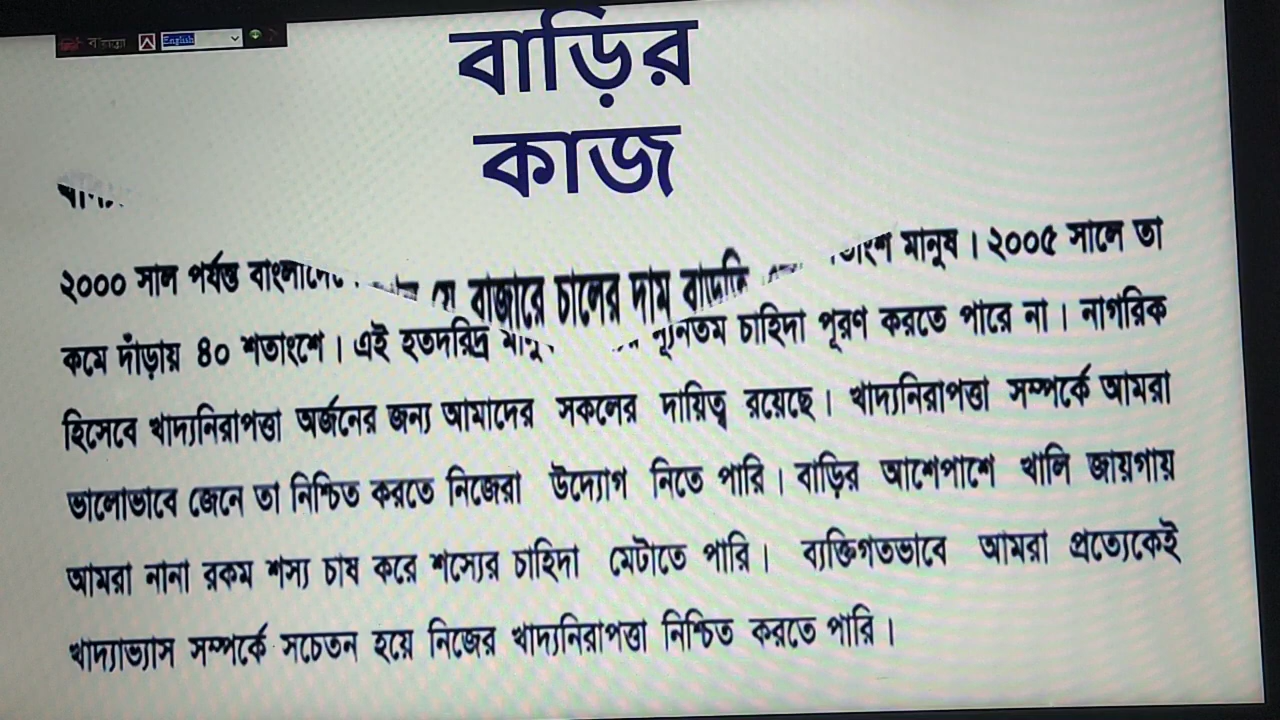 English
বাড়ির
কাজ
২০০০ সাল পর্যন্ত বাজারে চালের দাম মানুষ। ২০০৫ সালে তা
কমে দাঁড়ায় ৪০ শতাংশে। এই হতদরিদ্র ন্যূনতম চাহিদা পূরণ করতে পারে না। নাগরিক
হিসেবে খাদ্যনিরাপত্তা অর্জনের জন্য আমাদের সকলের দায়িত্ব রয়েছে। খাদ্যনিরাপত্তা সম্পর্কে আমরা
ভালোভাবে জেনে তা নিশ্চিত করতে নিজেরা উদ্যোগ নিতে পারি। বাড়ির আশেপাশে খালি জায়গায়
আমরা নানা রকম শস্য চাষ করে শস্যের চাহিদা মেটাতে পারি। ব্যক্তিগতভাবে আমরা প্রত্যেকেই
খাদ্যাভ্যাস সম্পর্কে সচেতন হয়ে নিজের খাদ্যনিরাপত্তা নিশ্চিত করতে পারি।